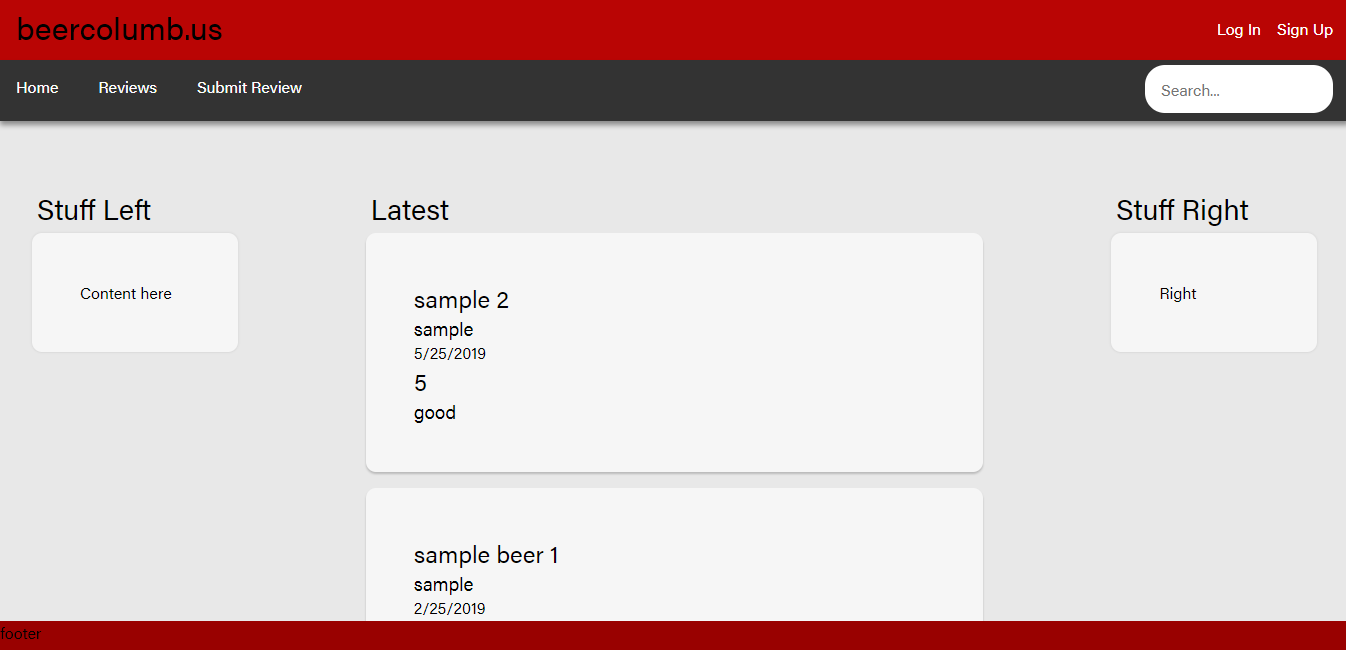 beercolumb.us
Log In Sign Up
Home Reviews Submit Review
Search...
Stuff Left
Content here
Latest
sample 2
sample
5/25/2019
5
good
sample beer 1
sample
2/25/2019
Stuff Right
Right
footer